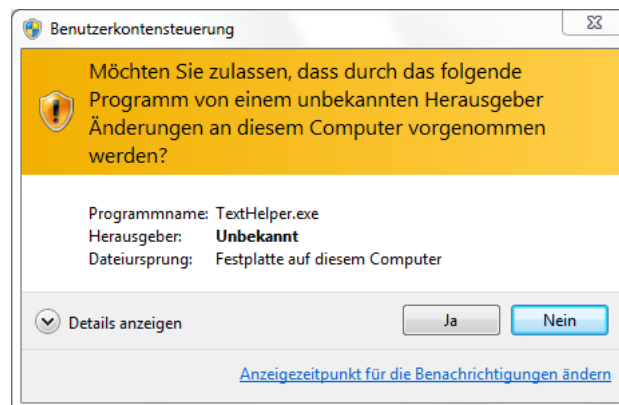 Benutzerkontensteuerung
Möchten Sie zulassen, dass durch das folgende
Programm von einem unbekannten Herausgeber
Änderungen an diesem Computer vorgenommen
werden?
Programmname: TextHelper.exe
Herausgeber: Unbekannt
Dateiursprung: Festplatte auf diesem Computer
Details anzeigen Ja Nein
Anzeigezeitpunkt für die Benachrichtigungen ändern